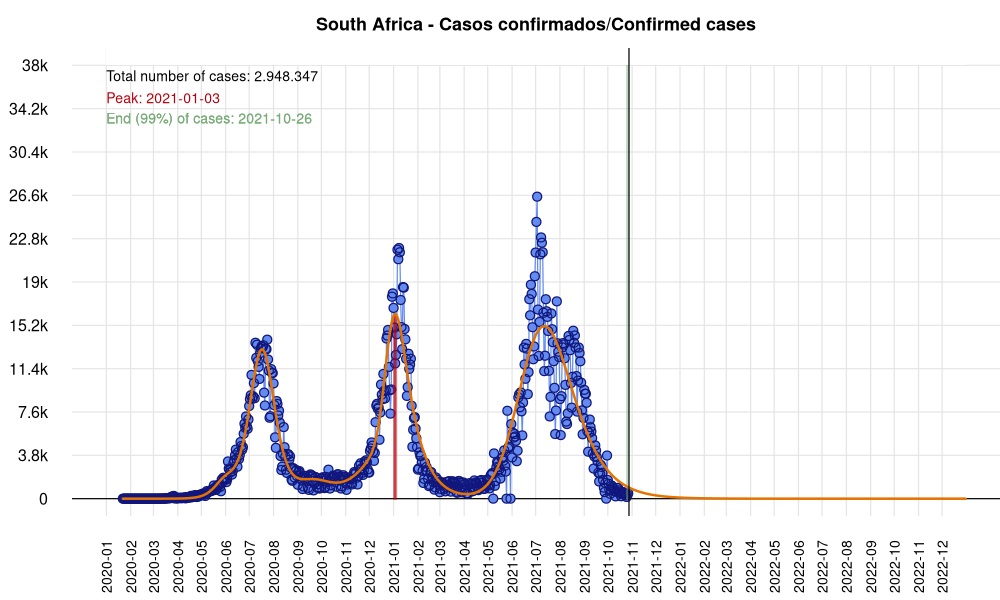 South Africa - Casos confirmados/Confirmed cases
Total number of cases: 2.948.347
Peak: 2021-01-03
End (99%) of cases: 2021-10-26
38k
34.2k
30.4k
26.6k
22.8k
19k
15.2k
11.4k
7.6k
3.8k
0
2020-01
2020-02
2020-03
2020-04
2020-05
2020-06
2020-07
2020-08
2020-09
2020-10
2020-11
2020-12
2021-01
2021-02
2021-03
2021-04
2021-05
2021-06
2021-07
2021-08
2021-09
2021-10
2021-11
2021-12
2022-01
2022-02
2022-03
2022-04
2022-05
2022-06
2022-07
2022-08
2022-09
2022-10
2022-11
2022-12